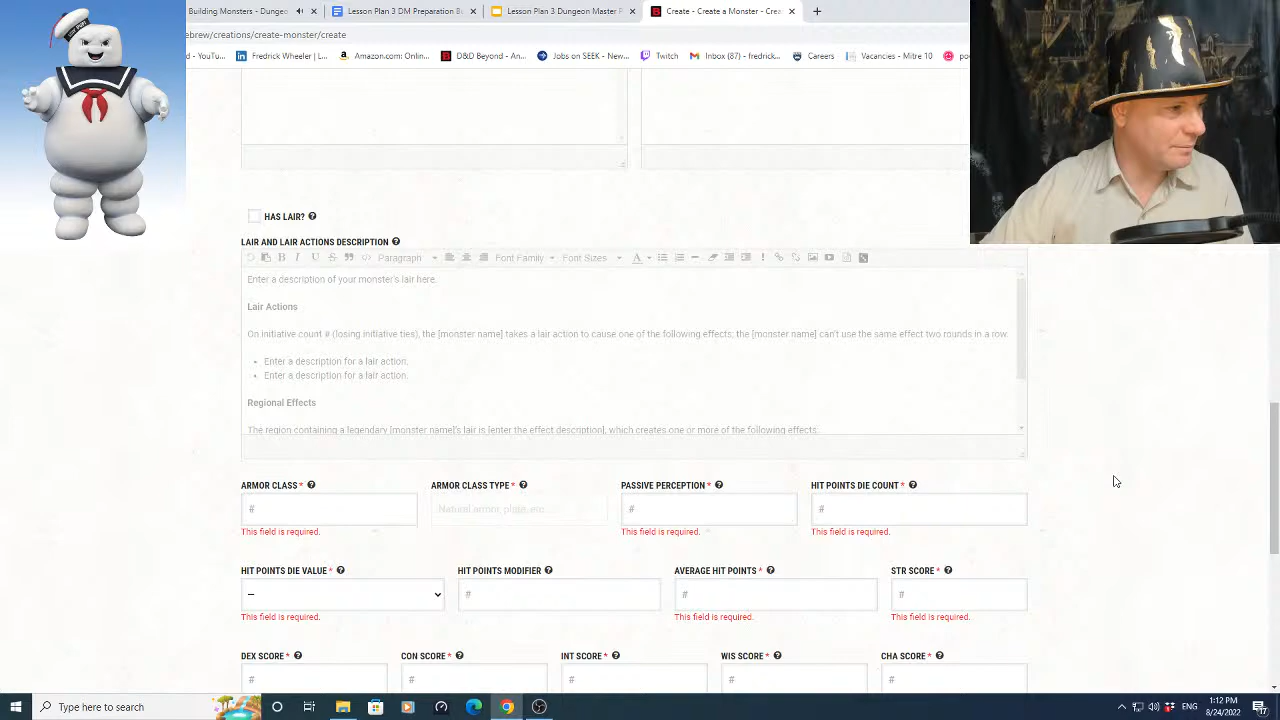 Building Monsters - Dungeo
Lesson Plan 3 DM Preparation Bu
Lesson Plan 3 Dungeon Master R
Create - Create a Monster - Crea
ebrew/creations/create-monster/create
- YouTu...
Fredrick Wheeler | L...
Amazon.com: Onlin...
D&D Beyond - An...
Jobs on SEEK - New...
Twitch
Inbox (87) - fredrick...
Careers
Vacancies - Mitre 10
HAS LAIR?
LAIR AND LAIR ACTIONS DESCRIPTION
Paragraph
Font Family
Font Sizes
Enter a description of your monster's lair here.
Lair Actions
On initiative count # (losing initiative ties), the [monster name] takes a lair action to cause one of the following effects; the [monster name] can't use the same effect two rounds in a row.
• Enter a description for a lair action.
• Enter a description for a lair action.
Regional Effects
The region containing a legendary [monster name]'s lair is [enter the effect description], which creates one or more of the following effects:
ARMOR CLASS * ARMOR CLASS TYPE * PASSIVE PERCEPTION * HIT POINTS DIE COUNT *
# Natural armor, plate, etc... # #
This field is required. This field is required. This field is required.
HIT POINTS DIE VALUE * HIT POINTS MODIFIER AVERAGE HIT POINTS * STR SCORE *
-- # # #
This field is required. This field is required. This field is required.
DEX SCORE * CON SCORE * INT SCORE * WIS SCORE * CHA SCORE *
# # # # #
Type here to search
ENG
1:12 PM
8/24/2022
17